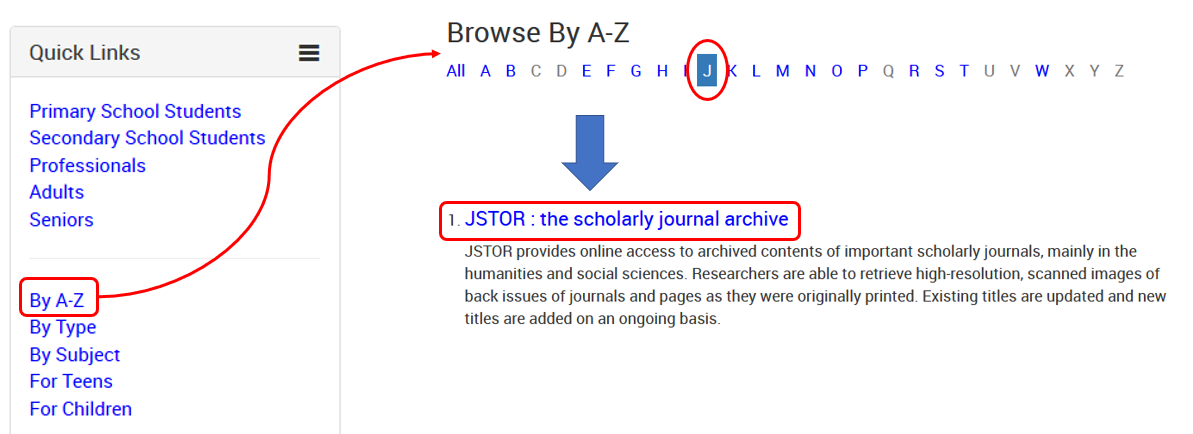 Quick Links
Primary School Students
Secondary School Students
Professionals
Adults
Seniors
By A-Z
By Type
By Subject
For Teens
For Children
Browse By A-Z
All A B C D E F G H I J K L M N O P Q R S T U V W X Y Z
1. JSTOR : the scholarly journal archive
JSTOR provides online access to archived contents of important scholarly journals, mainly in the
humanities and social sciences. Researchers are able to retrieve high-resolution, scanned images of
back issues of journals and pages as they were originally printed. Existing titles are updated and new
titles are added on an ongoing basis.